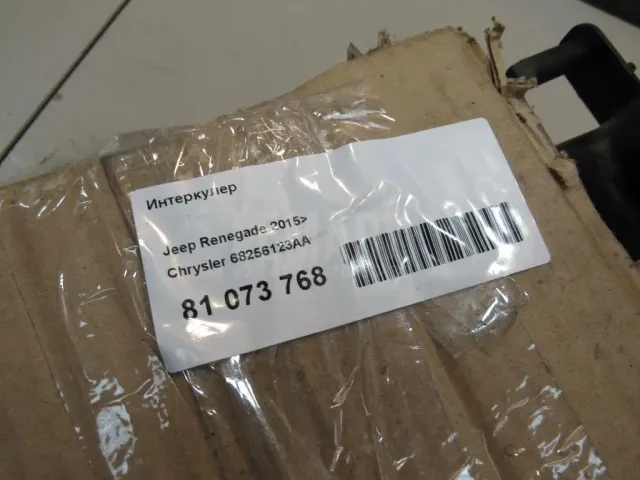 Интеркулер
Jeep Renegade 2015>
Chrysler 68256123AA
81 073 768